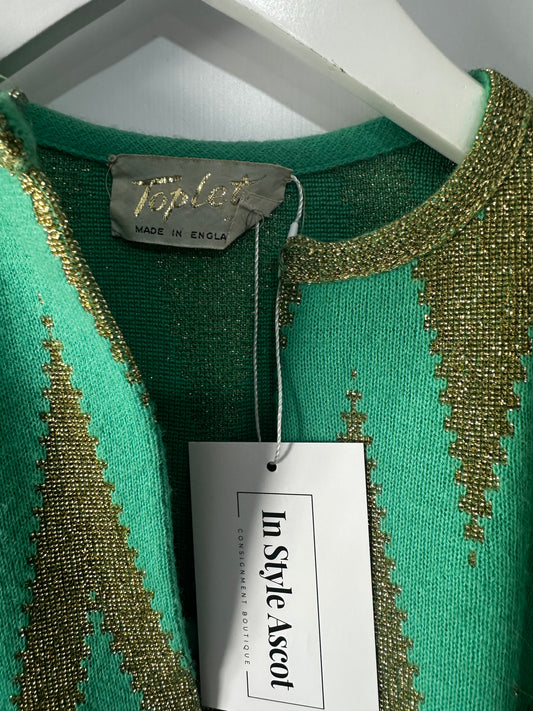 Toplet
MADE IN ENGLA
In Style Ascot
CONSIGNMENT BOUTIQUE